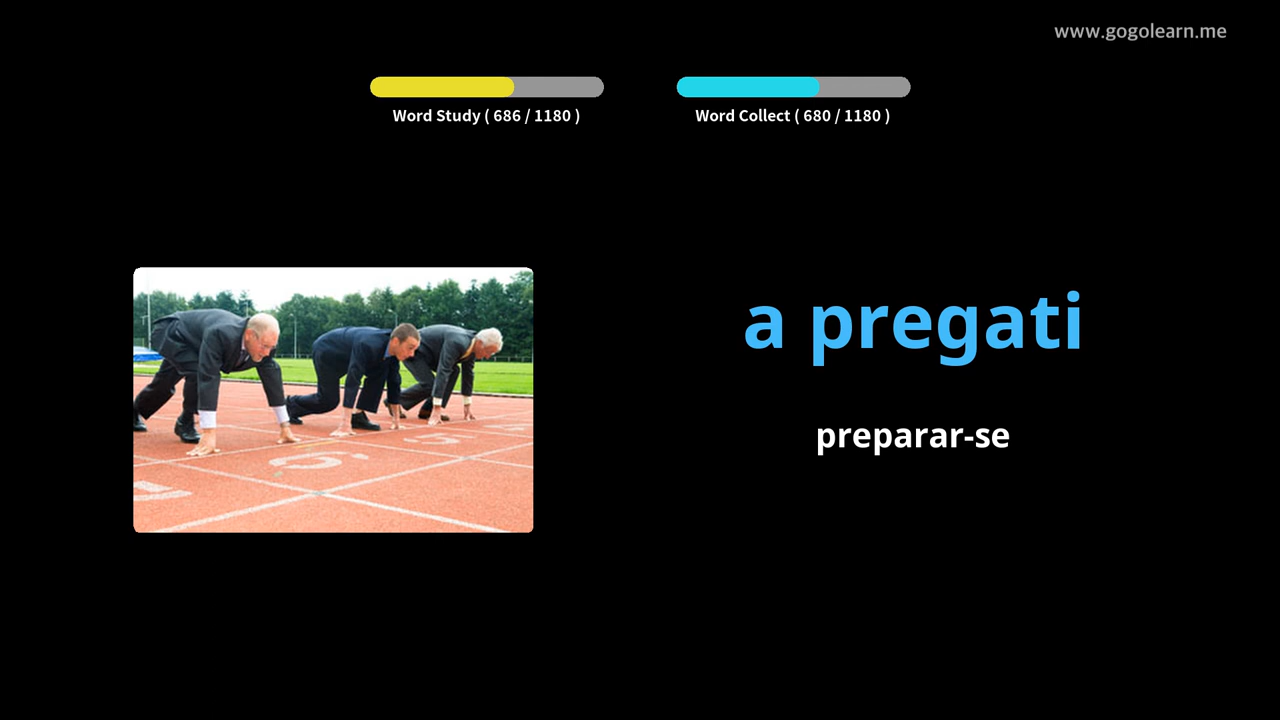 www.gogolearn.me
Word Study ( 686 / 1180 )
Word Collect ( 680 / 1180 )
a pregati
preparar-se